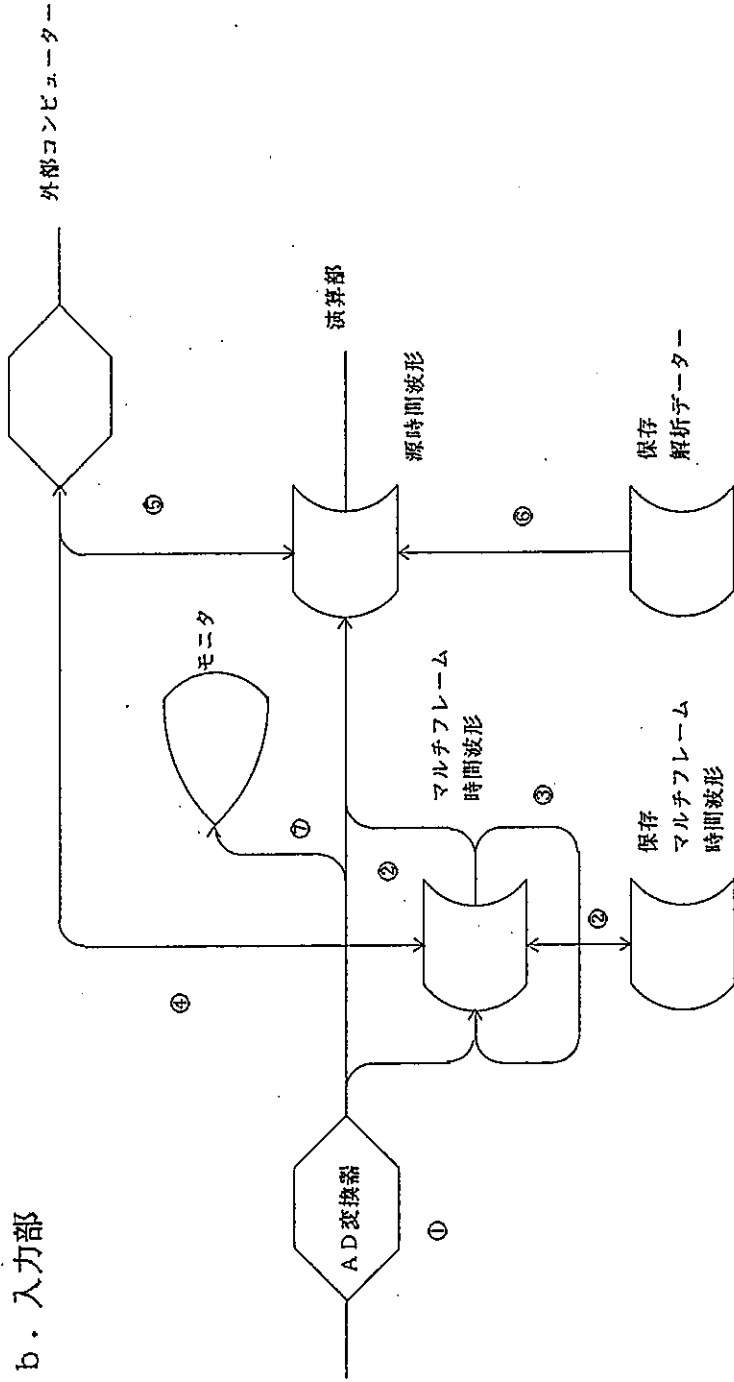 b．入力部
外部コンピューター
⑤
④
モニタ
⑦
演算部
源時間波形
AD変換器
①
②
マルチフレーム
時間波形
③
②
⑥
保存
マルチフレーム
時間波形
保存
解析データー